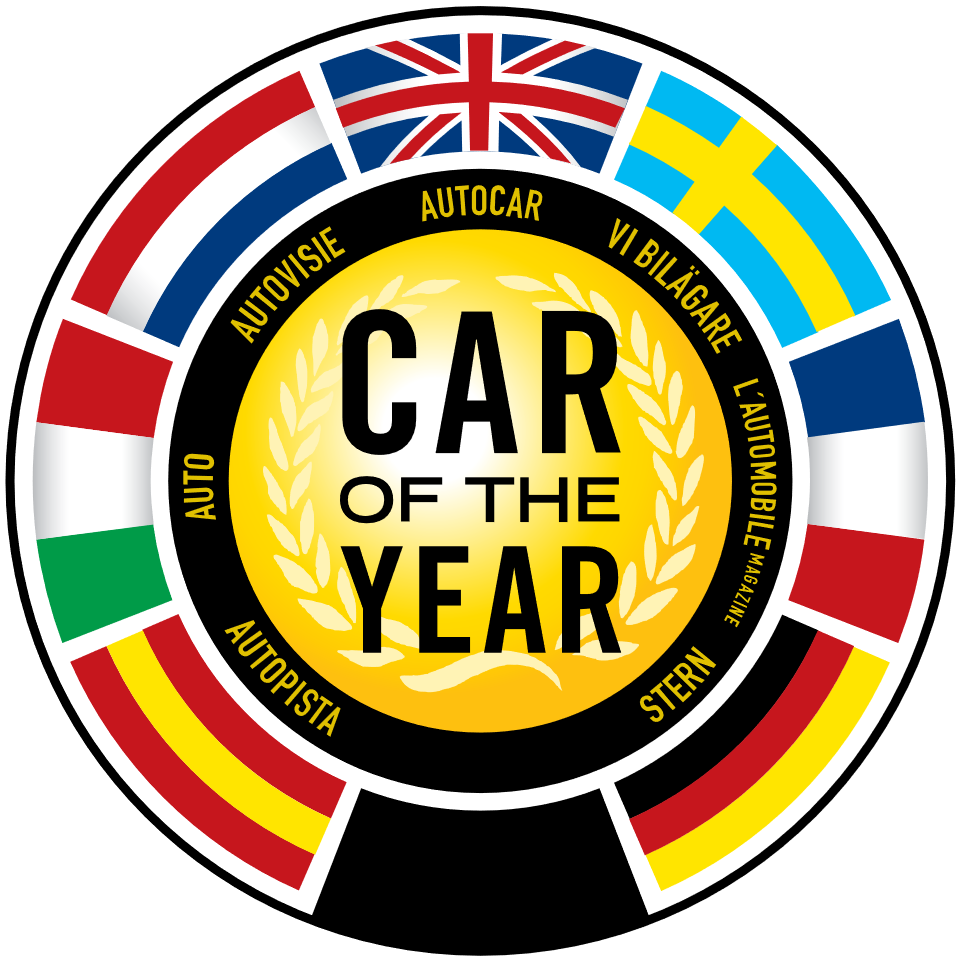 AUTOCAR
VI BILÄGARE
L´AUTOMOBILE MAGAZINE
STERN
AUTOPISTA
AUTO
AUTOVISIE
CAR
OF THE
YEAR